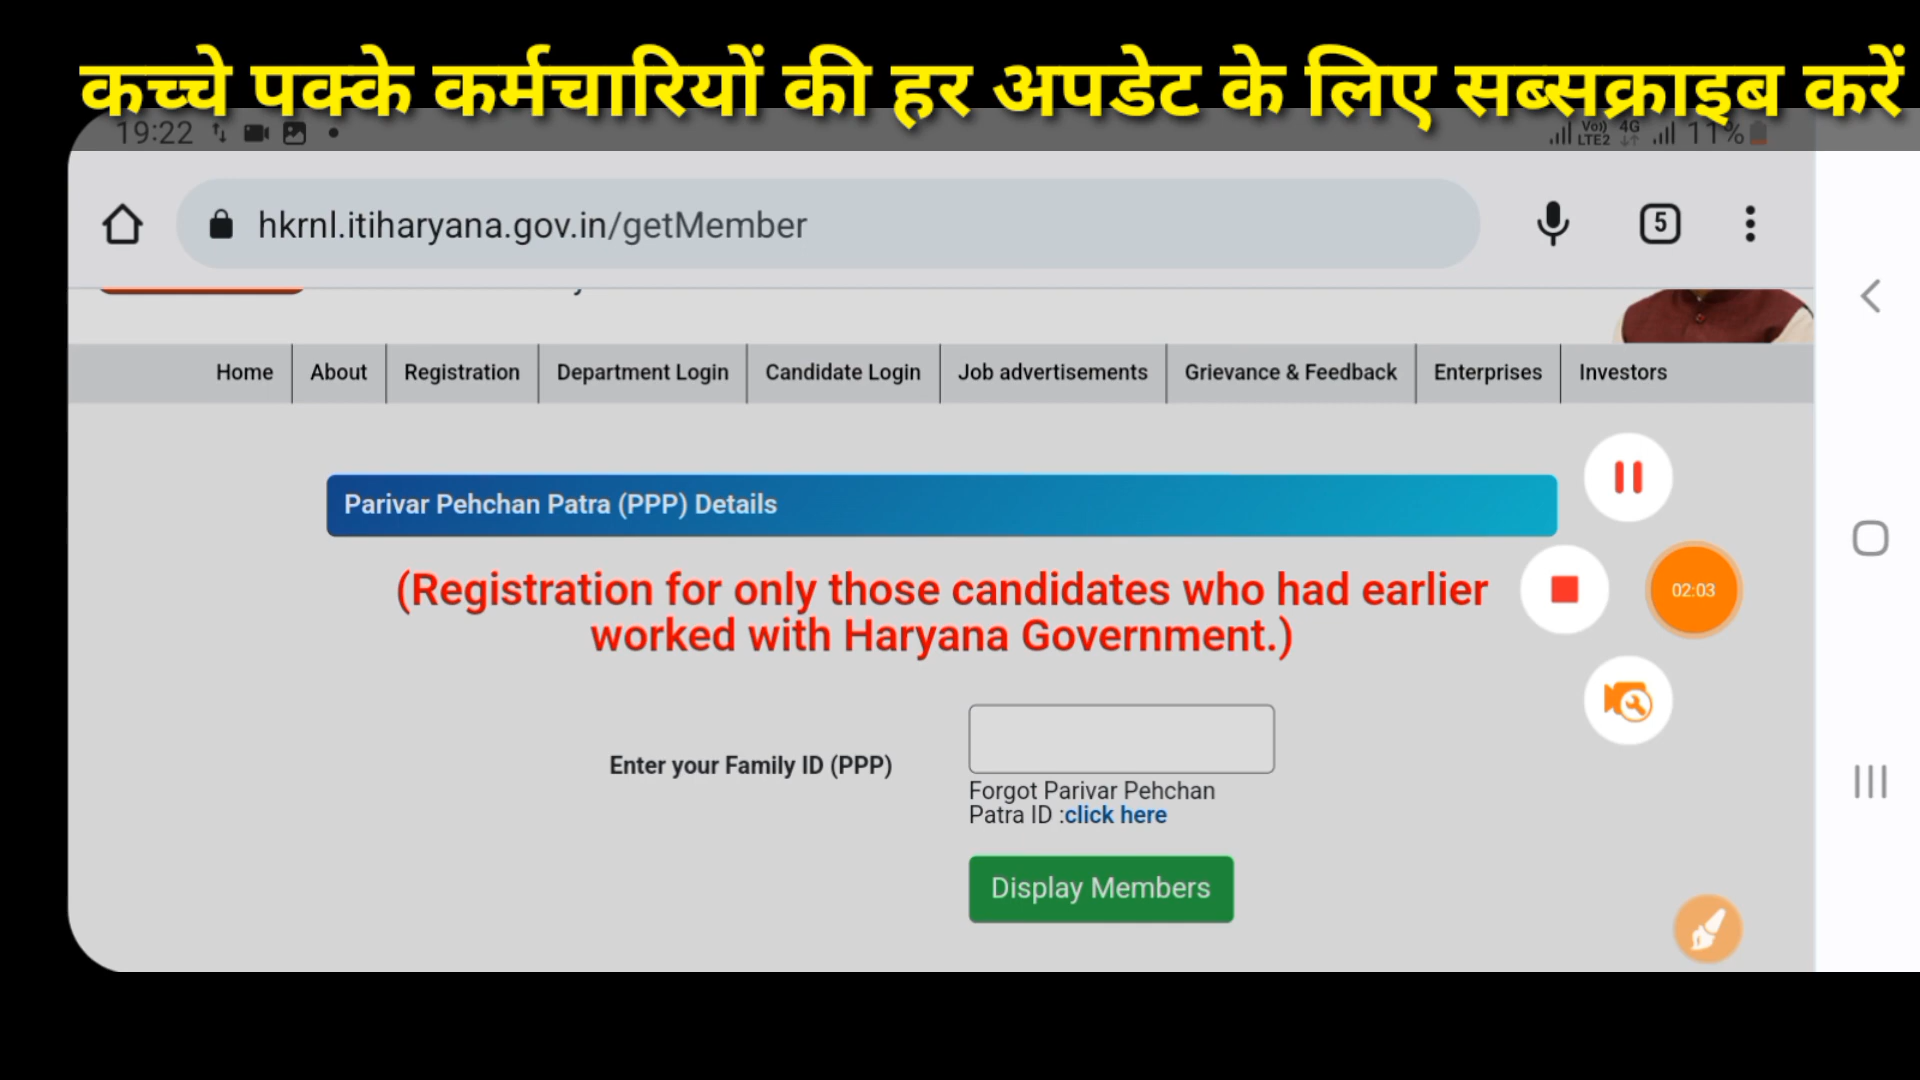 कच्चे पक्के कर्मचारियों की हर अपडेट के लिए सब्सक्राइब करें
19:22 Vo) LTE2 4G 11%
hkrnl.itiharyana.gov.in/getMember 5
Home About Registration Department Login Candidate Login Job advertisements Grievance & Feedback Enterprises Investors
Parivar Pehchan Patra (PPP) Details
(Registration for only those candidates who had earlier
worked with Haryana Government.)
02:03
Enter your Family ID (PPP)
Forgot Parivar Pehchan
Patra ID :click here
Display Members